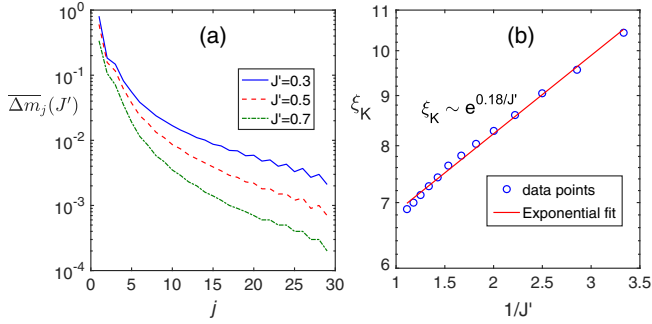 (a)
10^0
10^-1
10^-2
10^-3
10^-4
\overline{Δm}_j(J')
J'=0.3
J'=0.5
J'=0.7
0 5 10 15 20 25 30
j
(b)
11
10
9
8
7
6
ξ_K
ξ_K ∼ e^{0.18/J'}
data points
Exponential fit
1 1.5 2 2.5 3 3.5
1/J'